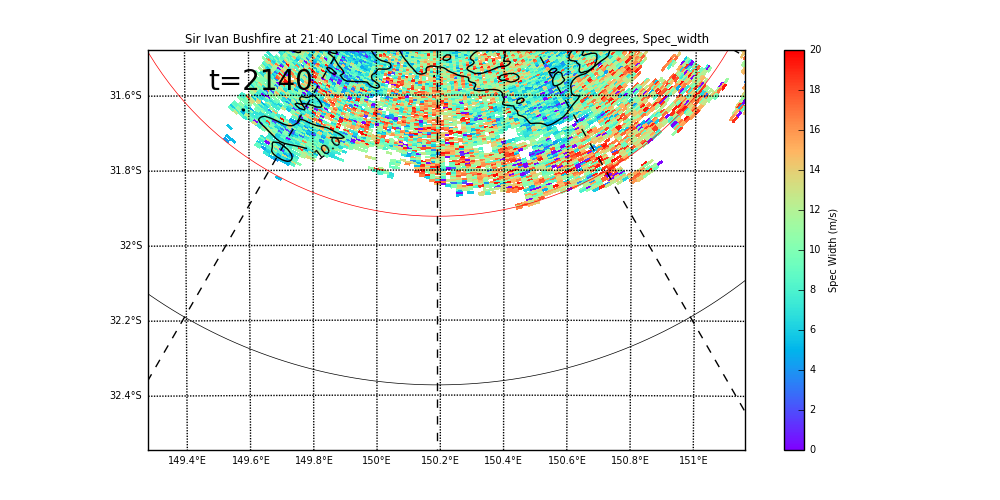 Sir Ivan Bushfire at 21:40 Local Time on 2017 02 12 at elevation 0.9 degrees, Spec_width
t=2140
31.6°S
31.8°S
32°S
32.2°S
32.4°S
149.4°E 149.6°E 149.8°E 150°E 150.2°E 150.4°E 150.6°E 150.8°E 151°E
20
18
16
14
12
10
8
6
4
2
0
Spec Width (m/s)